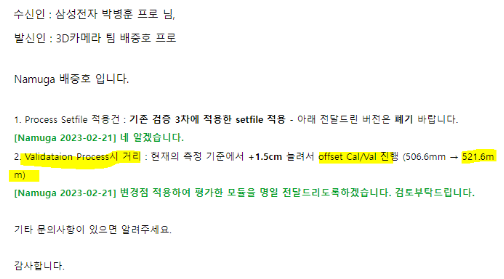 수신인 : 삼성전자 박병훈 프로 님,
발신인 : 3D카메라 팀 배중호 프로
Namuga 배중호 입니다.
1. Process Setfile 적용건 : 기존 검증 3차에 적용한 setfile 적용 - 아래 전달드린 버전은 폐기 바랍니다.
[Namuga 2023-02-21] 네 알겠습니다.
2. Validataion Process시 거리 : 현재의 측정 기준에서 +1.5cm 늘려서 offset Cal/Val 진행 (506.6mm → 521.6m
m)
[Namuga 2023-02-21] 변경점 적용하여 평가한 모듈을 명일 전달드리도록하겠습니다. 검토부탁드립니다.
기타 문의사항이 있으면 알려주세요.
감사합니다.